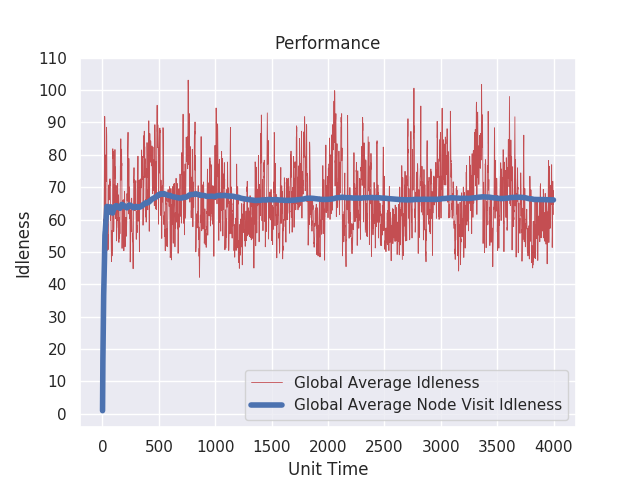 Performance
110
100
90
80
70
60
50
40
30
20
10
0
Idleness
Global Average Idleness
Global Average Node Visit Idleness
0 500 1000 1500 2000 2500 3000 3500 4000
Unit Time